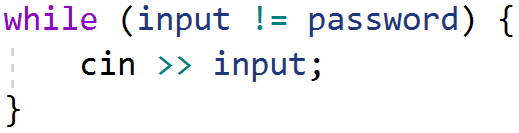 while (input != password) {
    cin >> input;
}